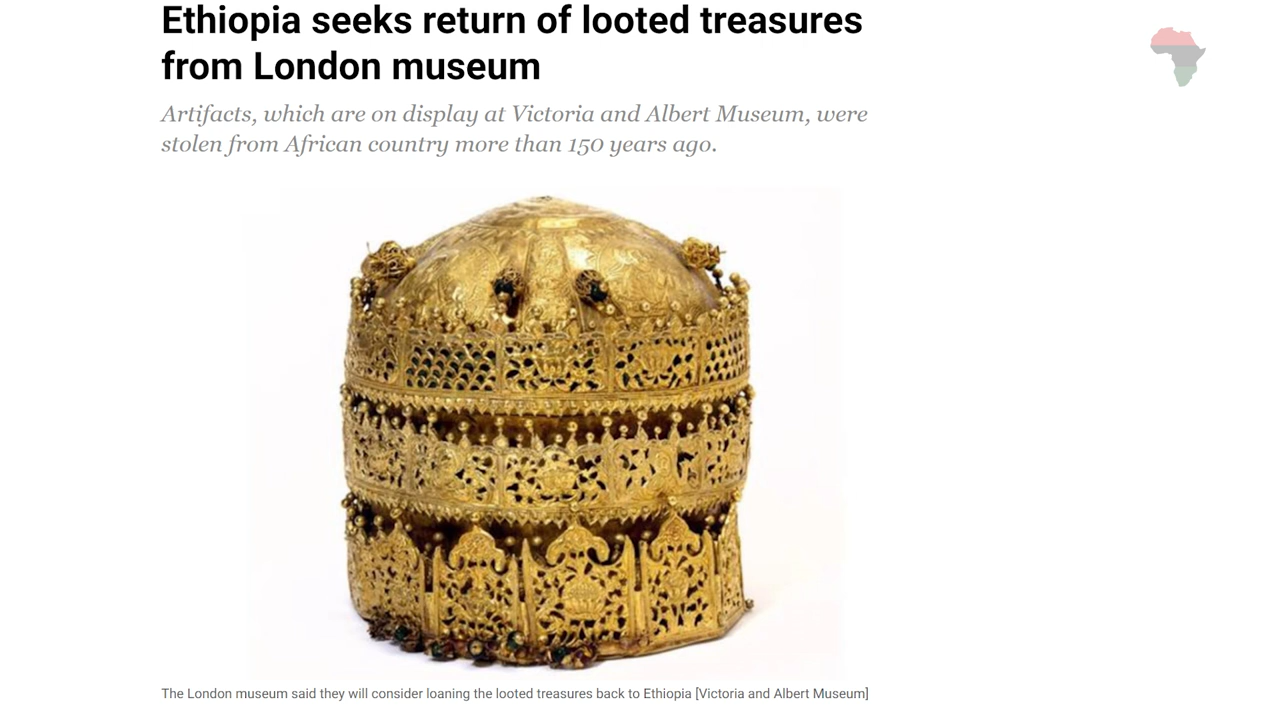 Ethiopia seeks return of looted treasures
from London museum
Artifacts, which are on display at Victoria and Albert Museum, were
stolen from African country more than 150 years ago.
The London museum said they will consider loaning the looted treasures back to Ethiopia [Victoria and Albert Museum]